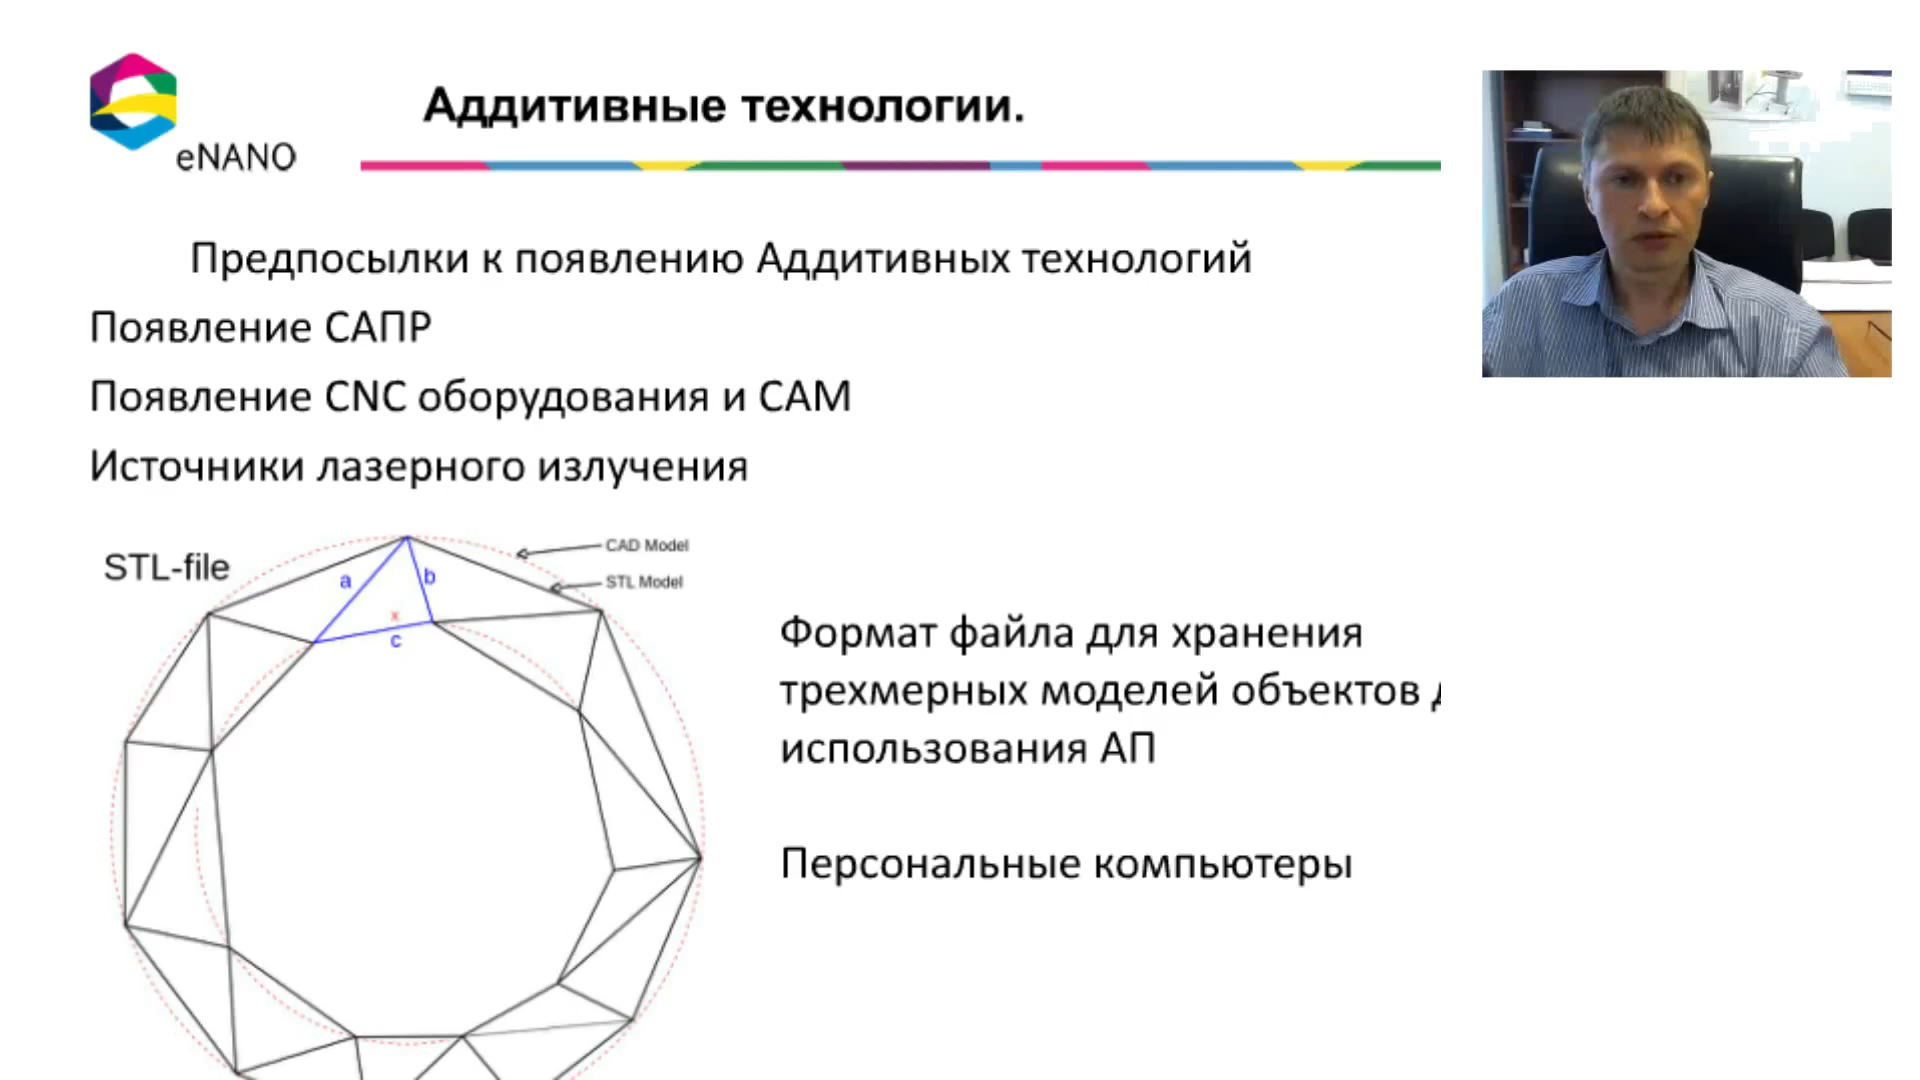 eNANO
Аддитивные технологии.
Предпосылки к появлению Аддитивных технологий
Появление САПР
Появление CNC оборудования и CAM
Источники лазерного излучения
STL-file
CAD Model
STL Model
a
b
x
c
Формат файла для хранения
трехмерных моделей объектов
использования АП
Персональные компьютеры